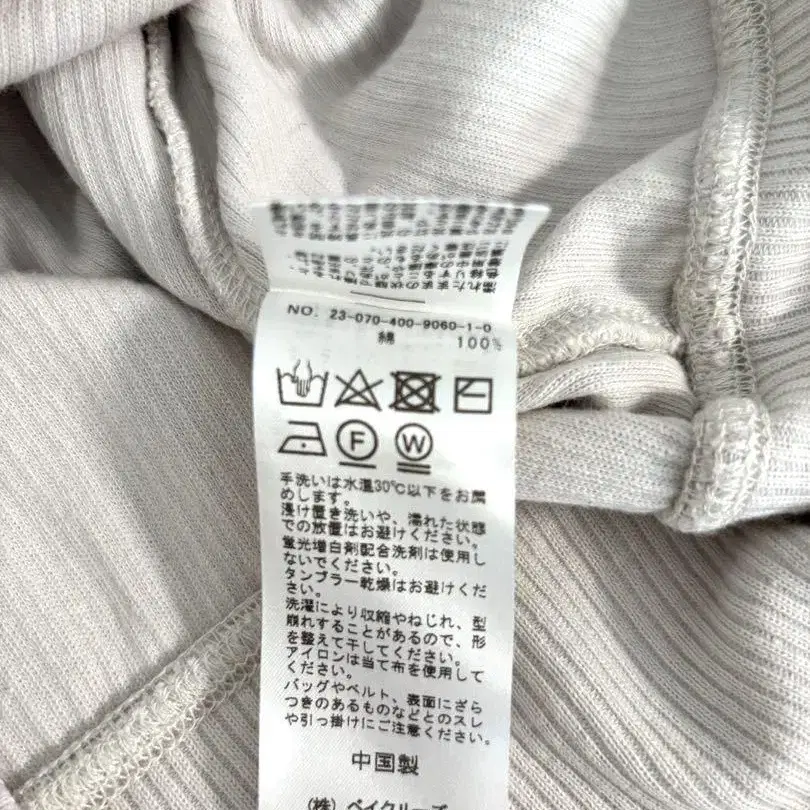 NO. 23-070-400-9060-1-0
綿 100%
F W
手洗いは水温30℃以下をお薦
めします。
浸け置き洗いや、濡れた状態
での放置はお避けください。
蛍光増白剤配合洗剤は使用し
ないでください。
タンブラー乾燥はお避けくだ
さい。
洗濯により収縮やねじれ、型
崩れすることがあるので、形
を整えて干してください。
アイロンは当て布を使用して
ください。
バッグやベルト、表面にざら
つきのあるものなどとのスレ
や引っ掛けにご注意ください。
中国製
(株)ベイクルーズ